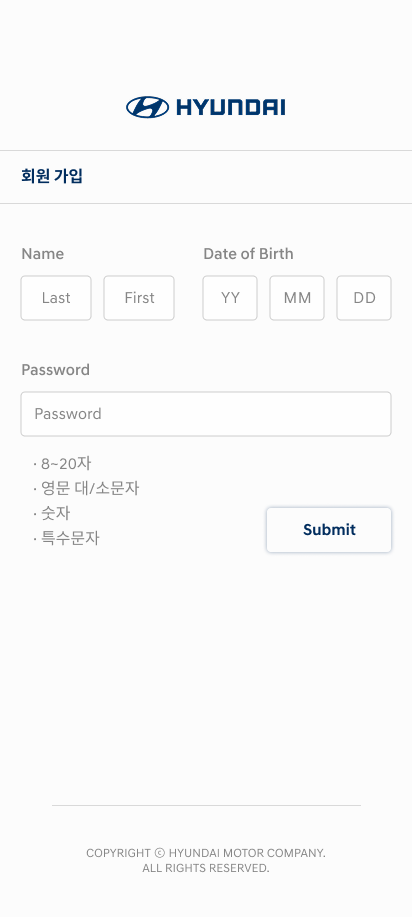 HYUNDAI
회원 가입
Name
Last First
Date of Birth
YY MM DD
Password
Password
· 8~20자
· 영문 대/소문자
· 숫자
· 특수문자
Submit
COPYRIGHT ⓒ HYUNDAI MOTOR COMPANY.
ALL RIGHTS RESERVED.